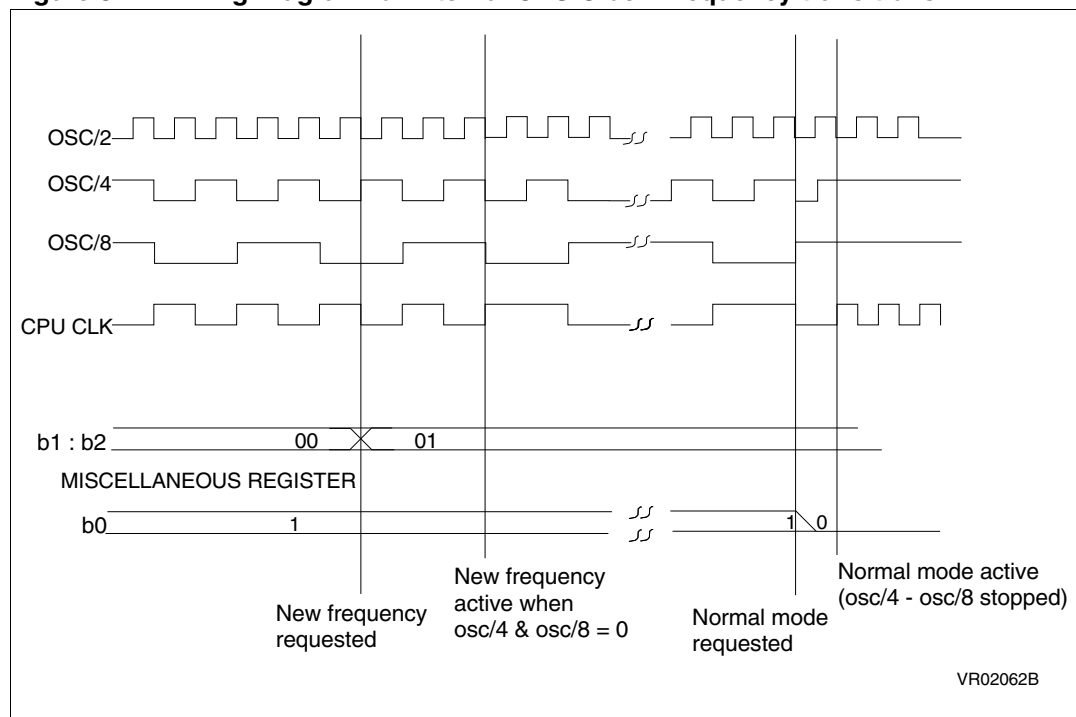 OSC/2
OSC/4
OSC/8
CPU CLK
b1 : b2
00
01
MISCELLANEOUS REGISTER
b0
1
1
0
New frequency
requested
New frequency
active when
osc/4 & osc/8 = 0
Normal mode
requested
Normal mode active
(osc/4 - osc/8 stopped)
VR02062B